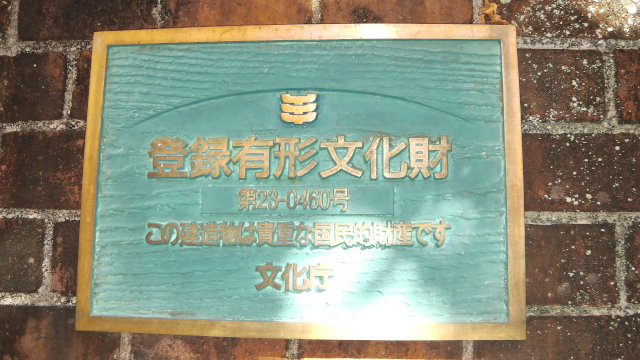 登録有形文化財
第23-0460号
この建造物は貴重な国民的財産です
文化庁